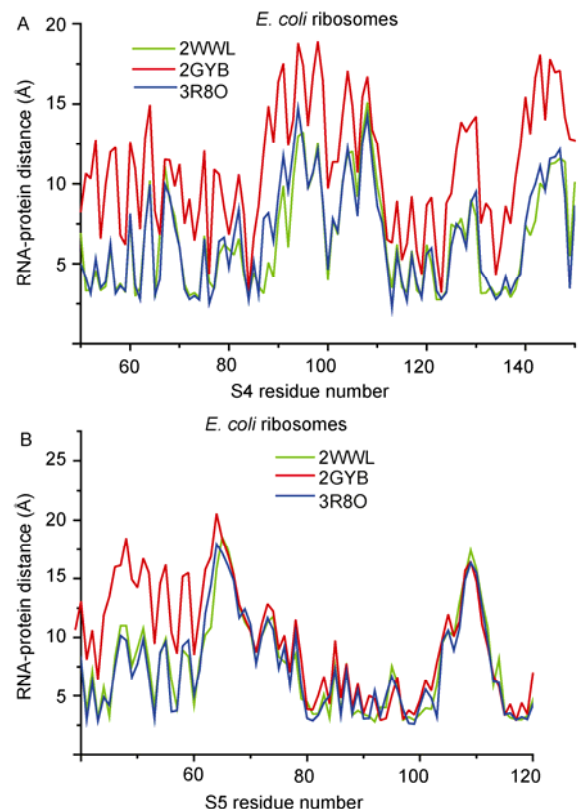 A
E. coli ribosomes
2WWL
2GYB
3R8O
RNA-protein distance (Å)
20
15
10
5
60 80 100 120 140
S4 residue number
B
E. coli ribosomes
2WWL
2GYB
3R8O
RNA-protein distance (Å)
25
20
15
10
5
60 80 100 120
S5 residue number